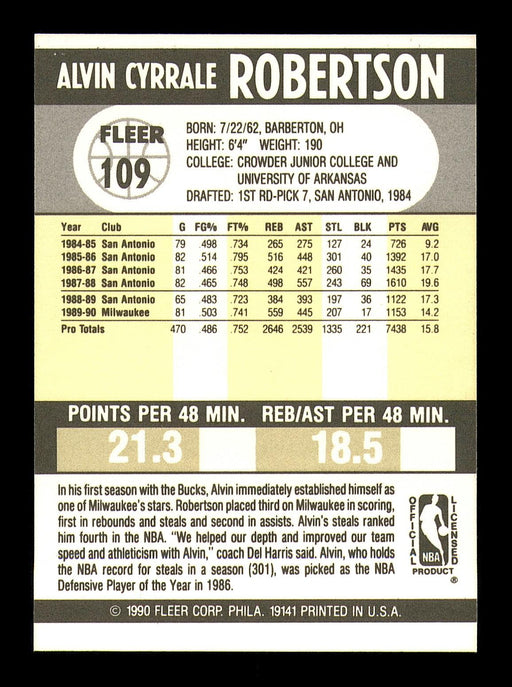 ALVIN CYRRALE ROBERTSON
FLEER
109
BORN: 7/22/62, BARBERTON, OH
HEIGHT: 6'4" WEIGHT: 190
COLLEGE: CROWDER JUNIOR COLLEGE AND
UNIVERSITY OF ARKANSAS
DRAFTED: 1ST RD-PICK 7, SAN ANTONIO, 1984
Year Club G FG% FT% REB AST STL BLK PTS AVG
1984-85 San Antonio 79 .498 .734 265 275 127 24 726 9.2
1985-86 San Antonio 82 .514 .795 516 448 301 40 1392 17.0
1986-87 San Antonio 81 .466 .753 424 421 260 35 1435 17.7
1987-88 San Antonio 82 .465 .748 498 557 243 69 1610 19.6
1988-89 San Antonio 65 .483 .723 384 393 197 36 1122 17.3
1989-90 Milwaukee 81 .503 .741 559 445 207 17 1153 14.2
Pro Totals 470 .486 .752 2646 2539 1335 221 7438 15.8
POINTS PER 48 MIN. REB/AST PER 48 MIN.
21.3 18.5
In his first season with the Bucks, Alvin immediately established himself as
one of Milwaukee's stars. Robertson placed third on Milwaukee in scoring,
first in rebounds and steals and second in assists. Alvin's steals ranked
him fourth in the NBA. "We helped our depth and improved our team
speed and athleticism with Alvin," coach Del Harris said. Alvin, who holds
the NBA record for steals in a season (301), was picked as the NBA
Defensive Player of the Year in 1986.
OFFICIAL
LICENSED
NBA
PRODUCT ®
© 1990 FLEER CORP. PHILA. 19141 PRINTED IN U.S.A.